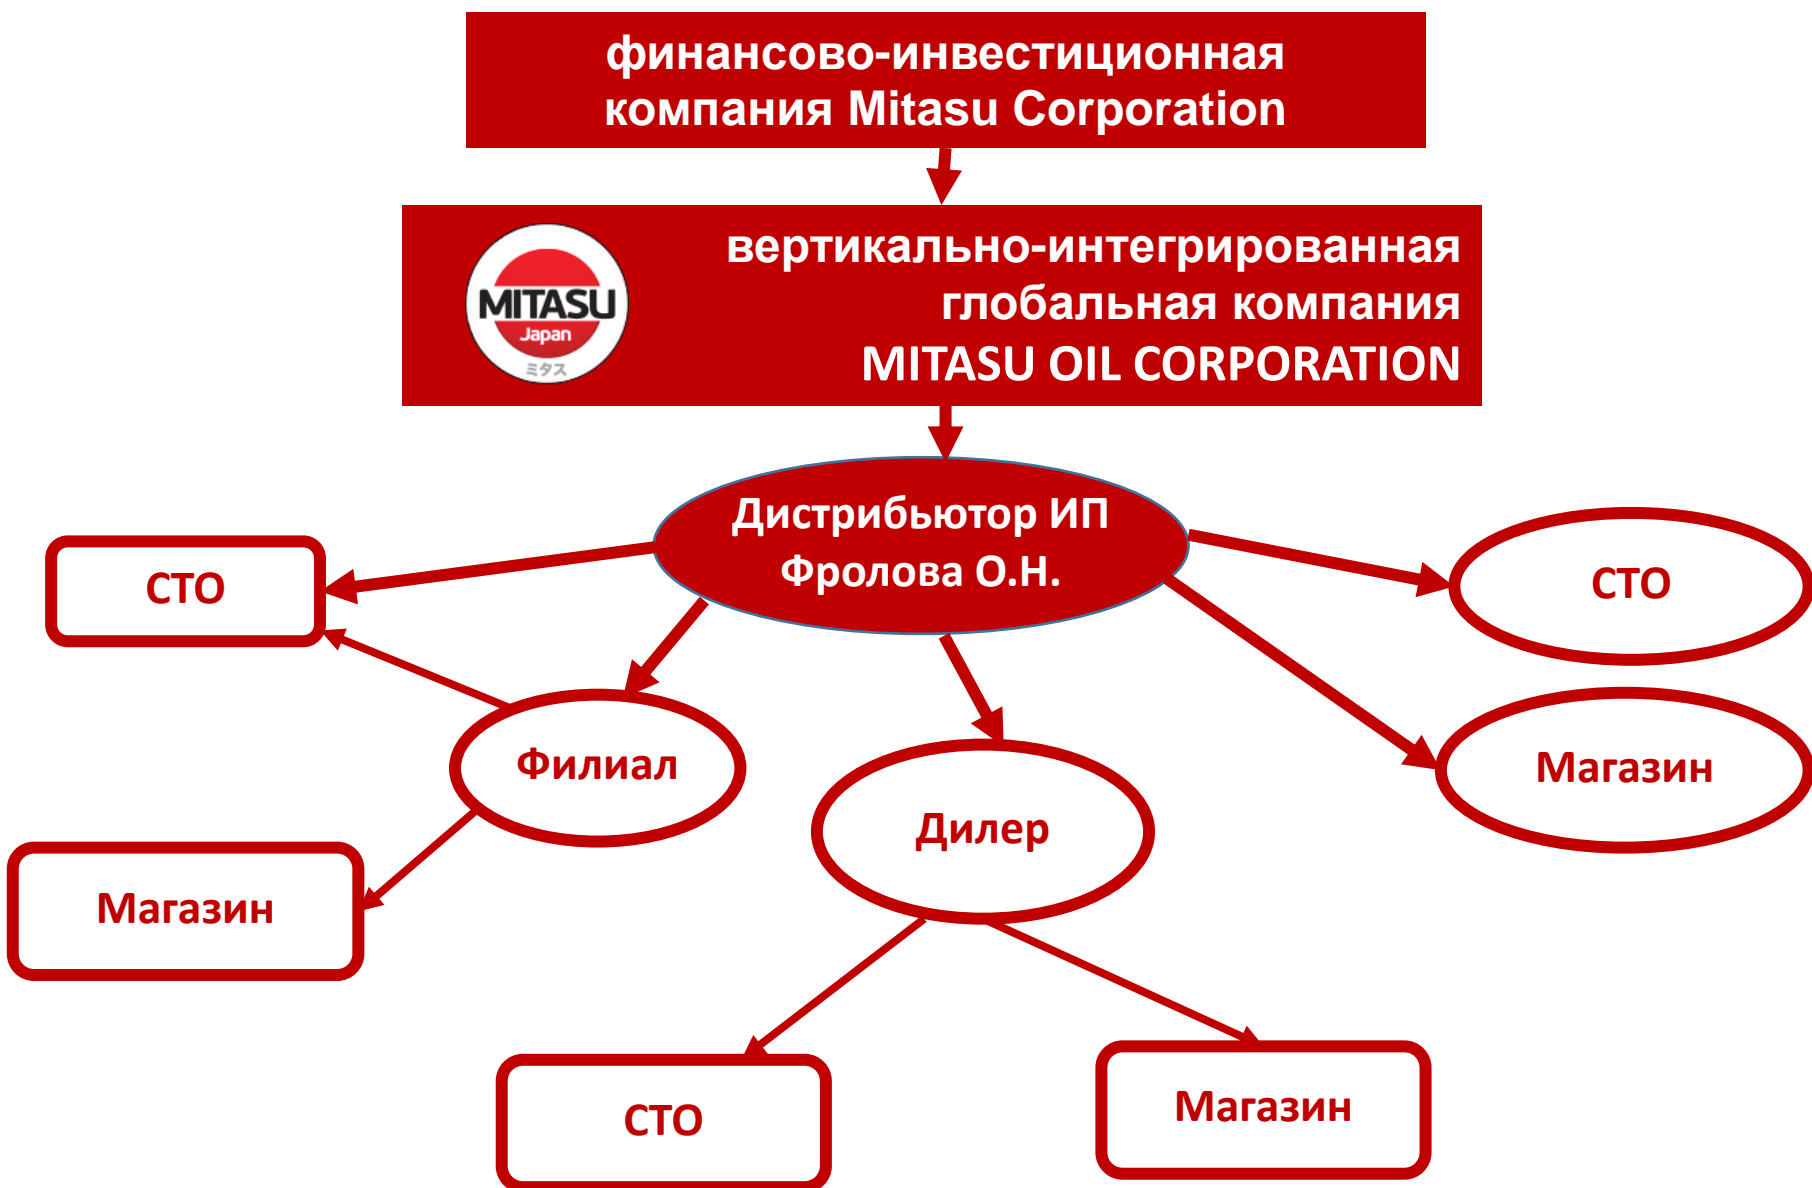 финансово-инвестиционная
компания Mitasu Corporation
MITASU
Japan
ミタス
вертикально-интегрированная
глобальная компания
MITASU OIL CORPORATION
Дистрибьютор ИП
Фролова О.Н.
СТО
СТО
Филиал
Магазин
Дилер
Магазин
СТО
Магазин